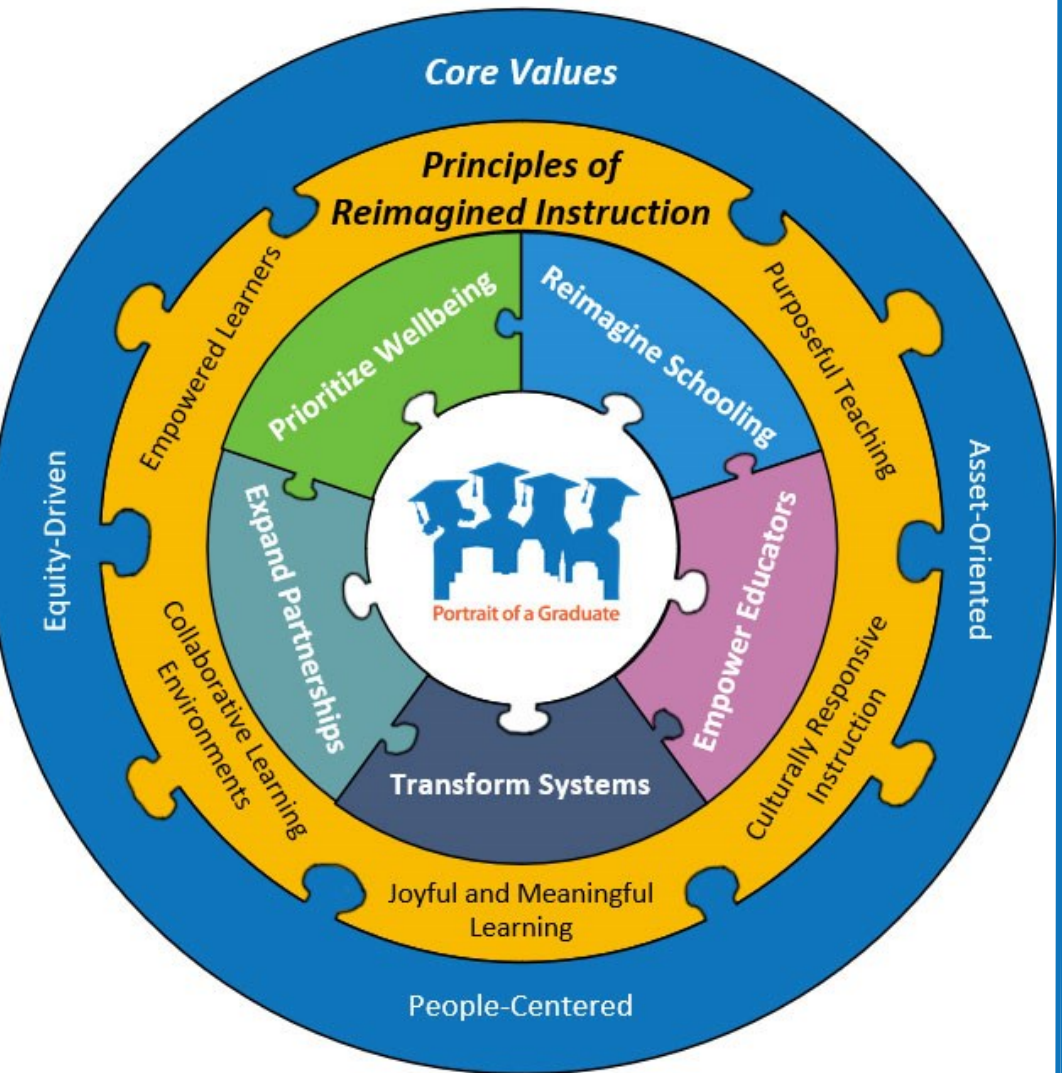 Core Values
Principles of
Reimagined Instruction
Empowered Learners
Purposeful Teaching
Prioritize Wellbeing
Reimagine Schooling
Equity-Driven
Asset-Oriented
Expand Partnerships
Empower Educators
Portrait of a Graduate
Collaborative Learning
Environments
Culturally Responsive
Instruction
Transform Systems
Joyful and Meaningful
Learning
People-Centered